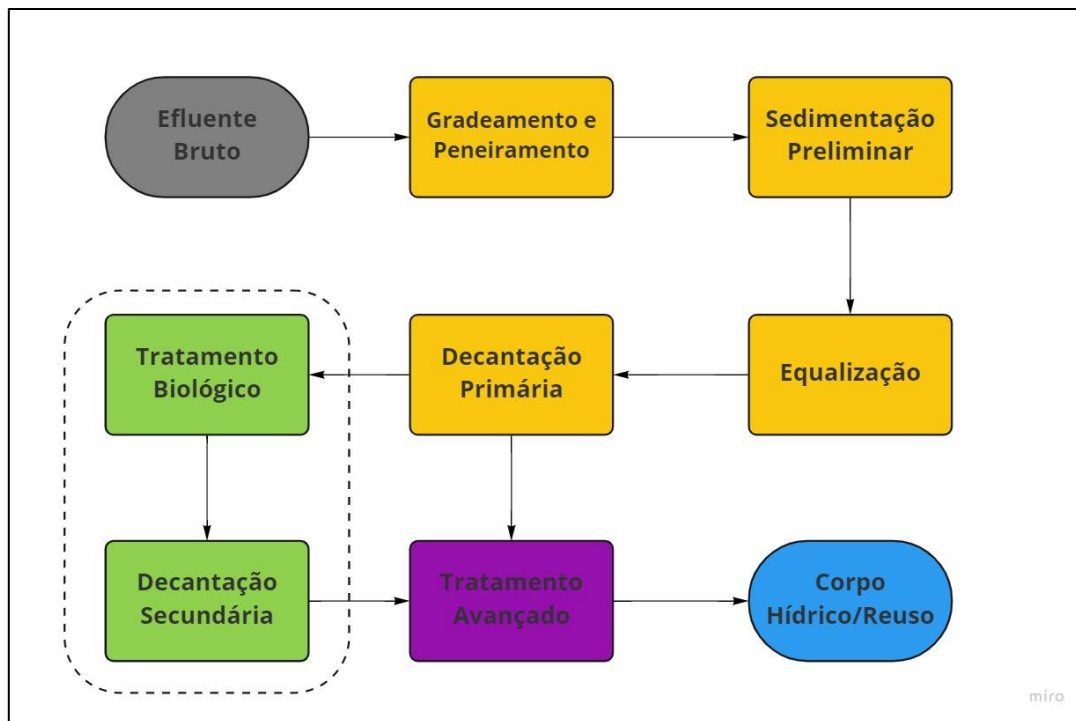 Efluente
Bruto
Gradeamento e
Peneiramento
Sedimentação
Preliminar
Tratamento
Biológico
Decantação
Primária
Equalização
Decantação
Secundária
Tratamento
Avançado
Corpo
Hídrico/Reuso
miro